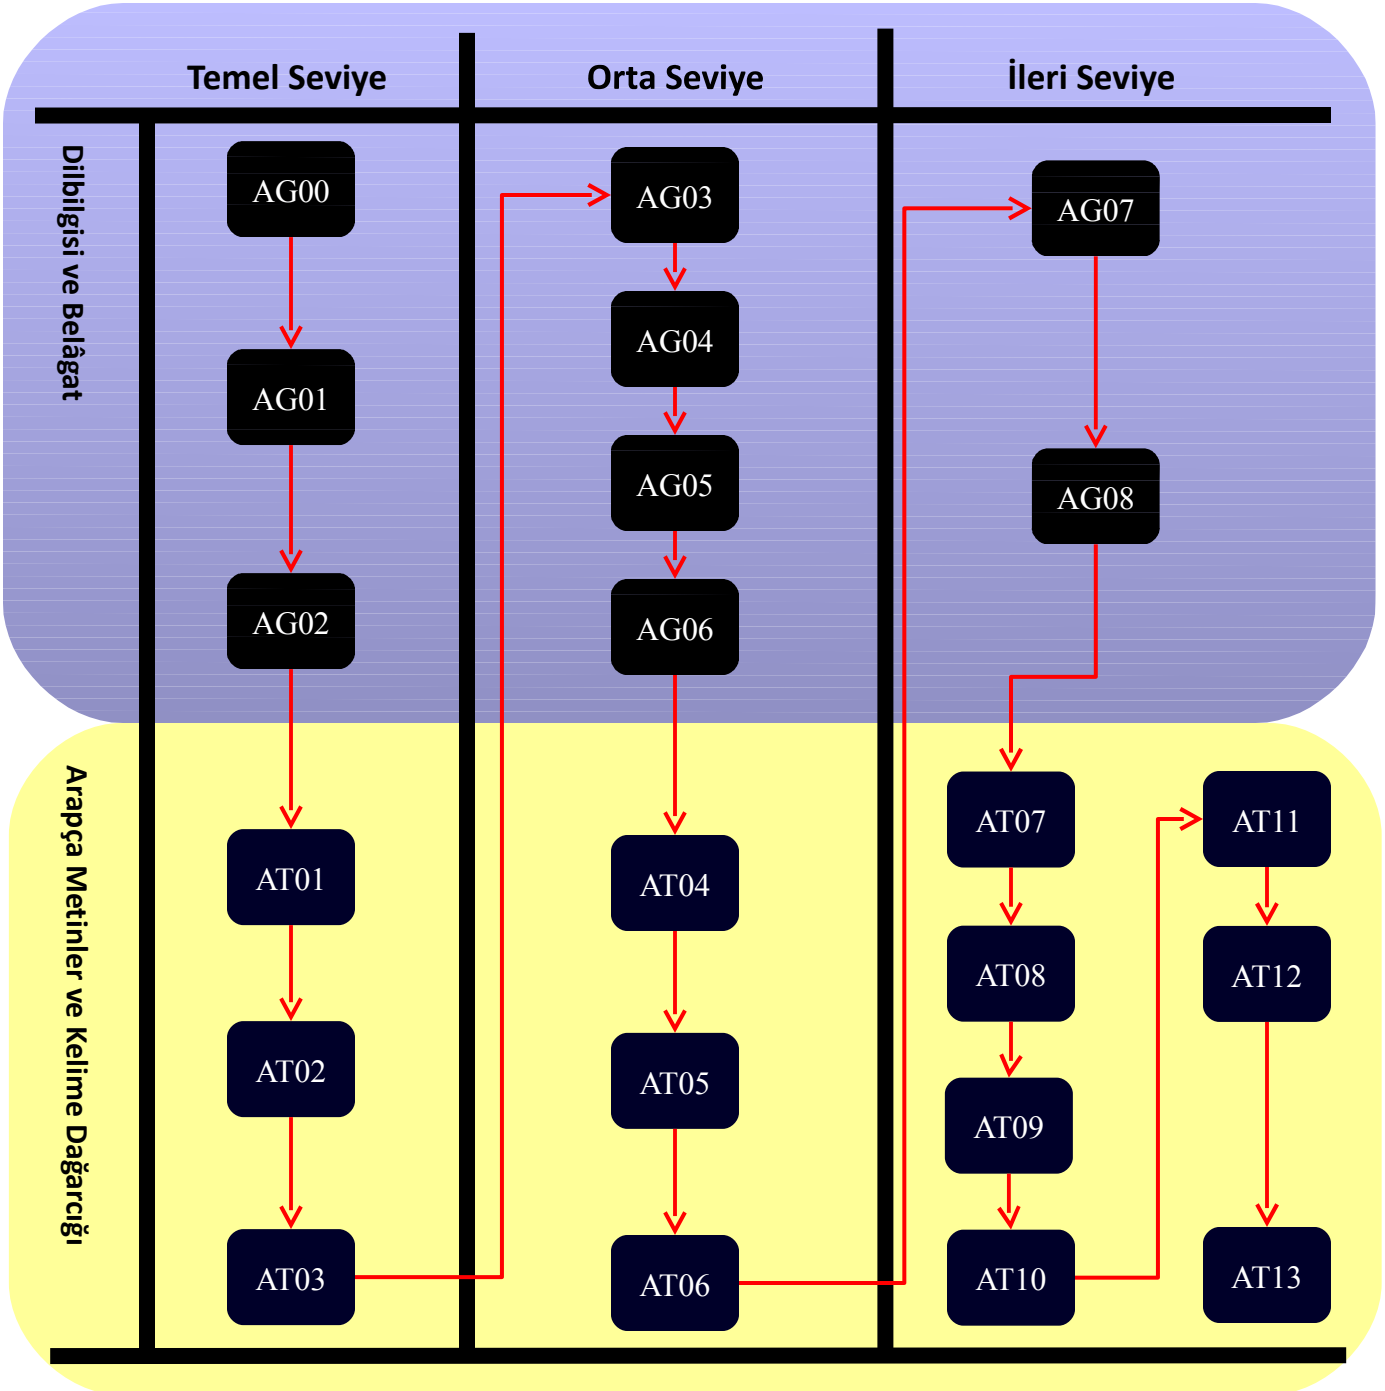 Temel Seviye
Orta Seviye
İleri Seviye
Dilbilgisi ve Belâgat
AG00
AG01
AG02
AG03
AG04
AG05
AG06
AG07
AG08
Arapça Metinler ve Kelime Dağarcığı
AT01
AT02
AT03
AT04
AT05
AT06
AT07
AT08
AT09
AT10
AT11
AT12
AT13